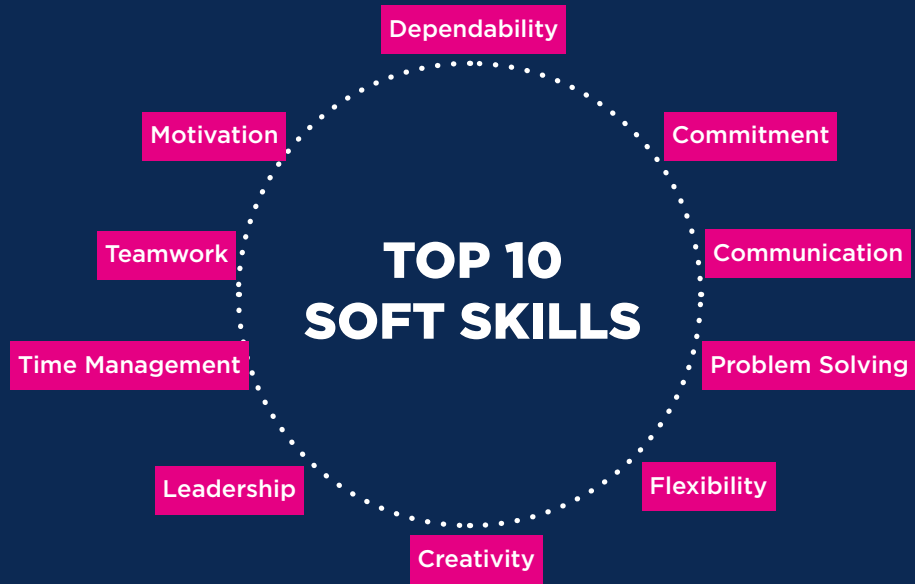 Dependability
Motivation
Commitment
Teamwork
TOP 10
SOFT SKILLS
Communication
Time Management
Problem Solving
Leadership
Flexibility
Creativity